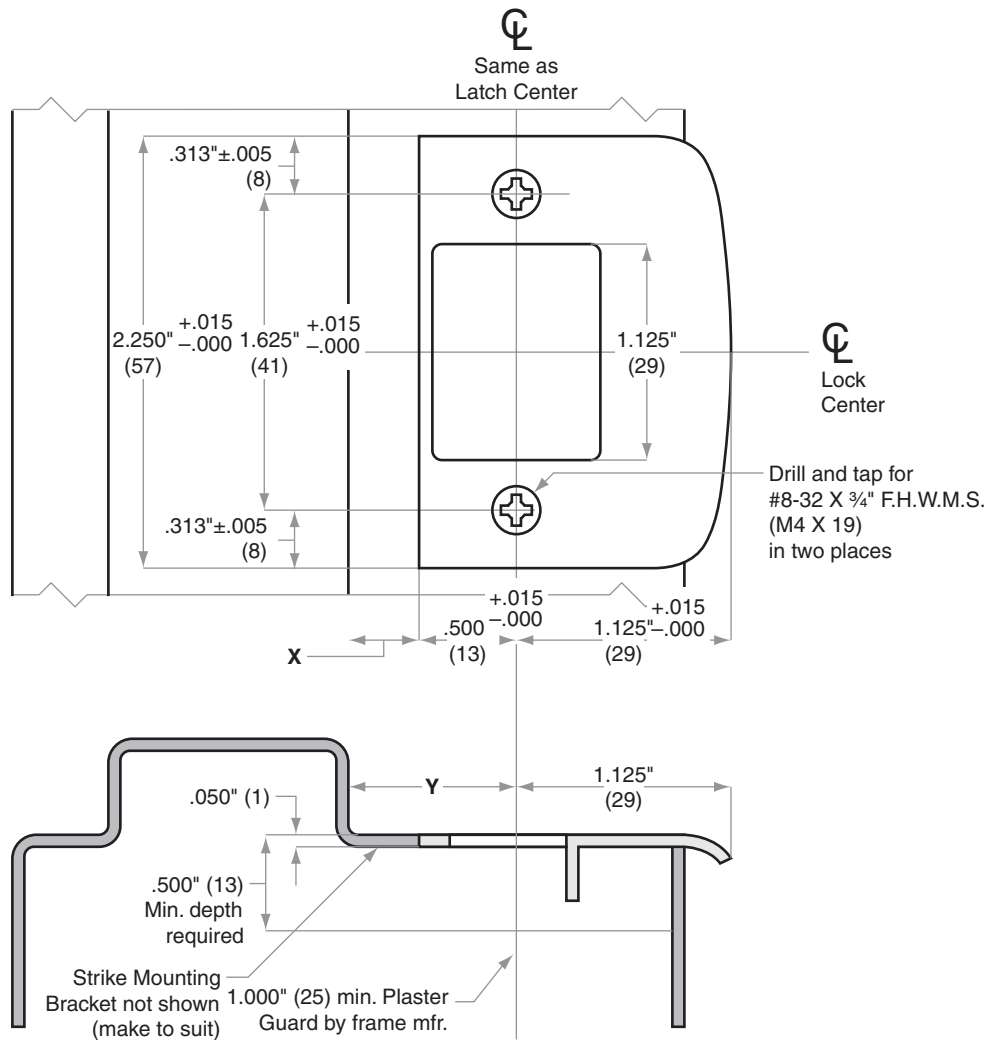 ℄
Same as
Latch Center
.313"±.005
(8)
2.250" +.015 –.000
(57)
1.625" +.015 –.000
(41)
1.125"
(29)
℄
Lock
Center
Drill and tap for
#8-32 X ¾" F.H.W.M.S.
(M4 X 19)
in two places
.313"±.005
(8)
X
.500 +.015 –.000
(13)
1.125" +.015 –.000
(29)
Y
1.125"
(29)
.050" (1)
.500" (13)
Min. depth
required
Strike Mounting
Bracket not shown
(make to suit)
1.000" (25) min. Plaster
Guard by frame mfr.